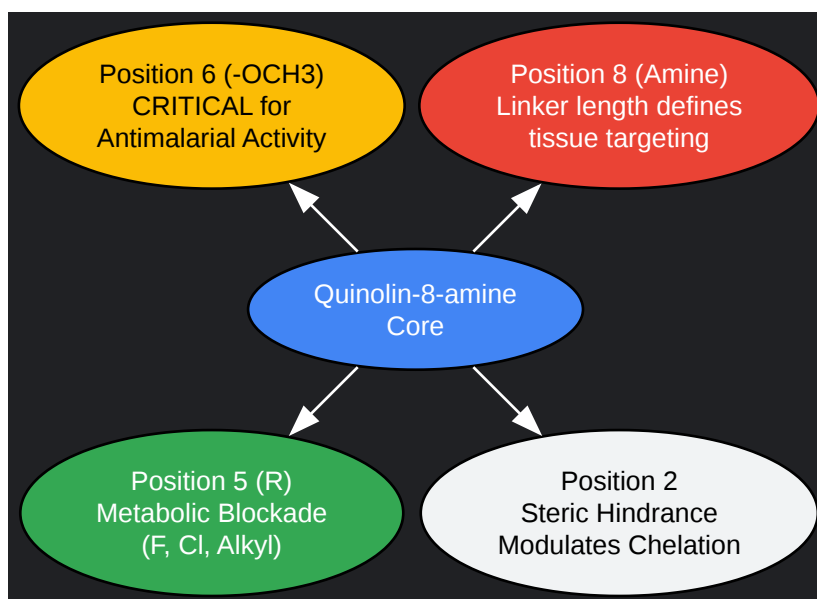 Position 6 (-OCH3)
CRITICAL for
Antimalarial Activity
Position 8 (Amine)
Linker length defines
tissue targeting
Quinolin-8-amine
Core
Position 5 (R)
Metabolic Blockade
(F, Cl, Alkyl)
Position 2
Steric Hindrance
Modulates Chelation